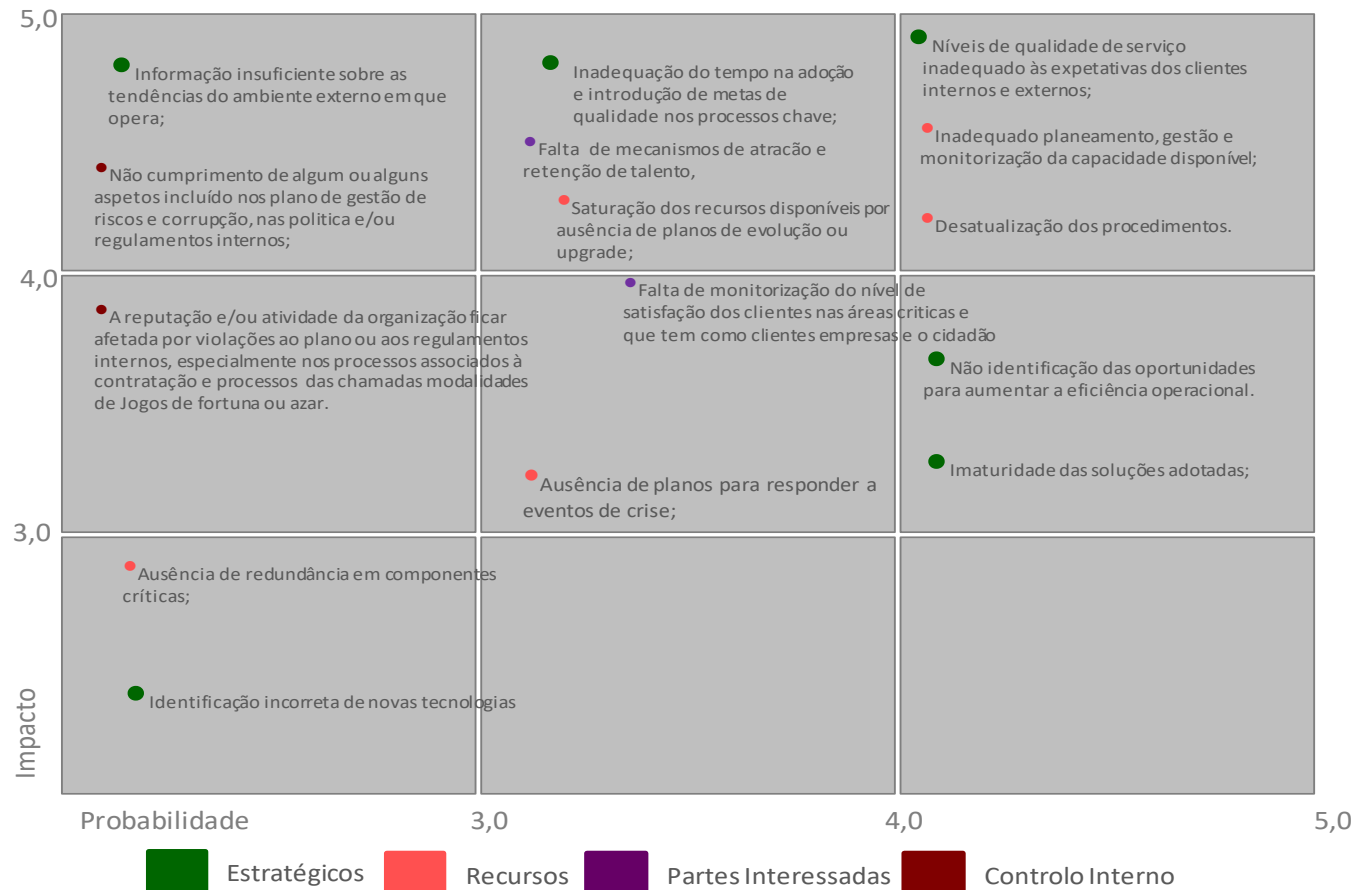 5,0
Informação insuficiente sobre as
tendências do ambiente externo em que
opera;
Não cumprimento de algum ou alguns
aspetos incluído nos plano de gestão de
riscos e corrupção, nas politica e/ou
regulamentos internos;
Inadequação do tempo na adoção
e introdução de metas de
qualidade nos processos chave;
Falta de mecanismos de atracão e
retenção de talento,
Saturação dos recursos disponíveis por
ausência de planos de evolução ou
upgrade;
Níveis de qualidade de serviço
inadequado às expetativas dos clientes
internos e externos;
Inadequado planeamento, gestão e
monitorização da capacidade disponível;
Desatualização dos procedimentos.
4,0
A reputação e/ou atividade da organização ficar
afetada por violações ao plano ou aos regulamentos
internos, especialmente nos processos associados à
contratação e processos das chamadas modalidades
de Jogos de fortuna ou azar.
Falta de monitorização do nível de
satisfação dos clientes nas áreas criticas e
que tem como clientes empresas e o cidadão
Ausência de planos para responder a
eventos de crise;
Não identificação das oportunidades
para aumentar a eficiência operacional.
Imaturidade das soluções adotadas;
3,0
Ausência de redundância em componentes
críticas;
Identificação incorreta de novas tecnologias
Impacto
Probabilidade
3,0
4,0
5,0
Estratégicos
Recursos
Partes Interessadas
Controlo Interno